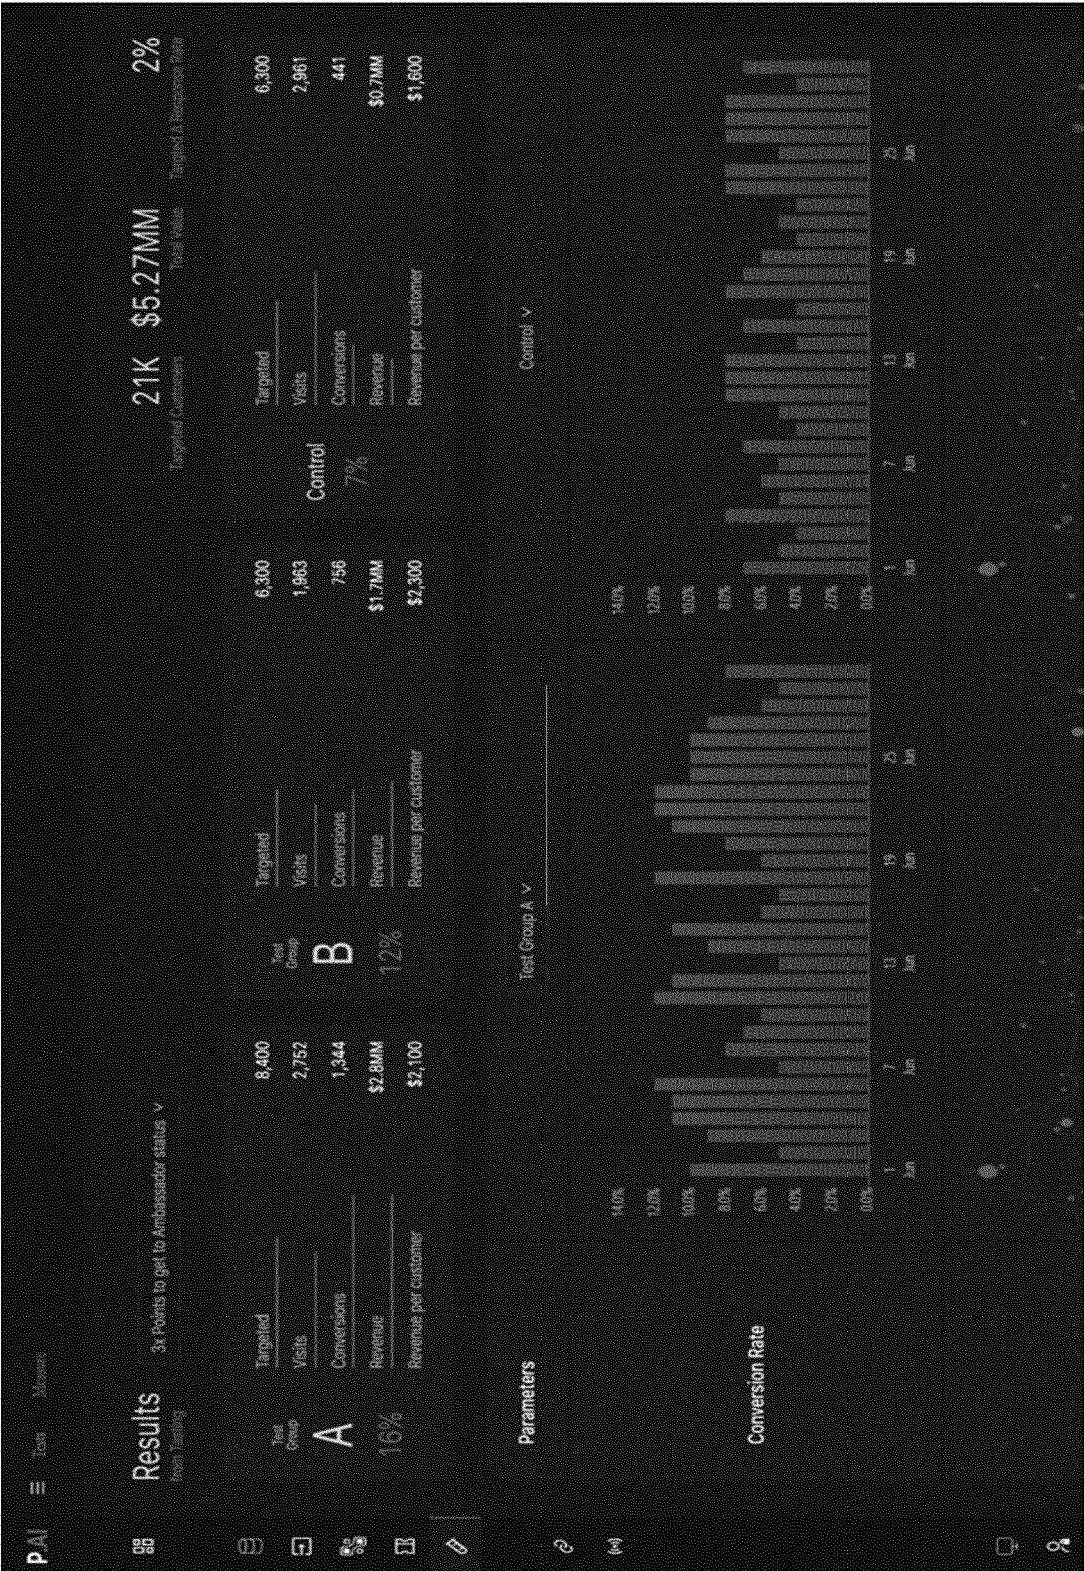 P.AI
Tests Measure
Results
from Testing
3x Points to get to Ambassador status
21K
Targeted Customers
$5.27MM
Total Value
2%
Targted Δ Response Rate
Test
Group
A
16%
Targeted 8,400
Visits 2,752
Conversions 1,344
Revenue $2.8MM
Revenue per customer $2,100
Test
Group
B
12%
Targeted 6,300
Visits 1,963
Conversions 756
Revenue $1.7MM
Revenue per customer $2,300
Control
7%
Targeted 6,300
Visits 2,961
Conversions 441
Revenue $0.7MM
Revenue per customer $1,600
Parameters
Test Group A
Control
Conversion Rate
14.0%
12.0%
10.0%
8.0%
6.0%
4.0%
2.0%
0.0%
1 7 13 19 25
Jun Jun Jun Jun Jun
14.0%
12.0%
10.0%
8.0%
6.0%
4.0%
2.0%
0.0%
1 7 13 19 25
Jun Jun Jun Jun Jun